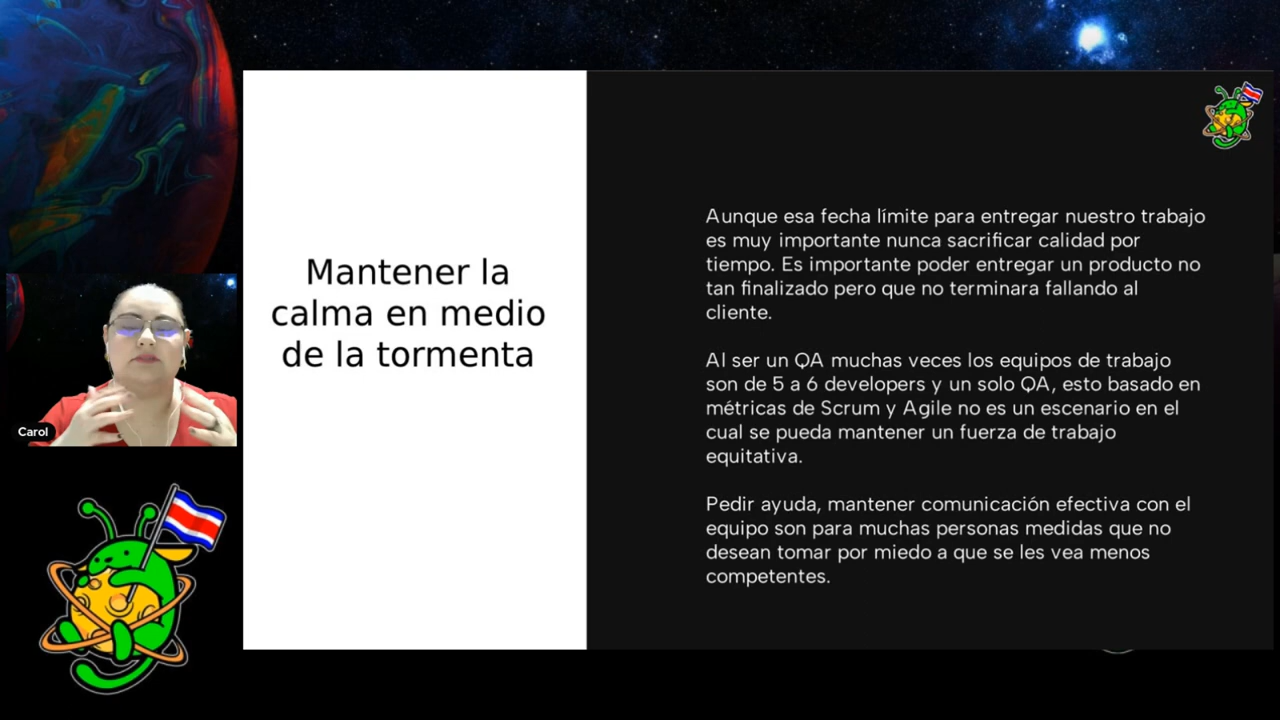 Mantener la
calma en medio
de la tormenta
Aunque esa fecha límite para entregar nuestro trabajo
es muy importante nunca sacrificar calidad por
tiempo. Es importante poder entregar un producto no
tan finalizado pero que no terminara fallando al
cliente.
Al ser un QA muchas veces los equipos de trabajo
son de 5 a 6 developers y un solo QA, esto basado en
métricas de Scrum y Agile no es un escenario en el
cual se pueda mantener un fuerza de trabajo
equitativa.
Pedir ayuda, mantener comunicación efectiva con el
equipo son para muchas personas medidas que no
desean tomar por miedo a que se les vea menos
competentes.
Carol